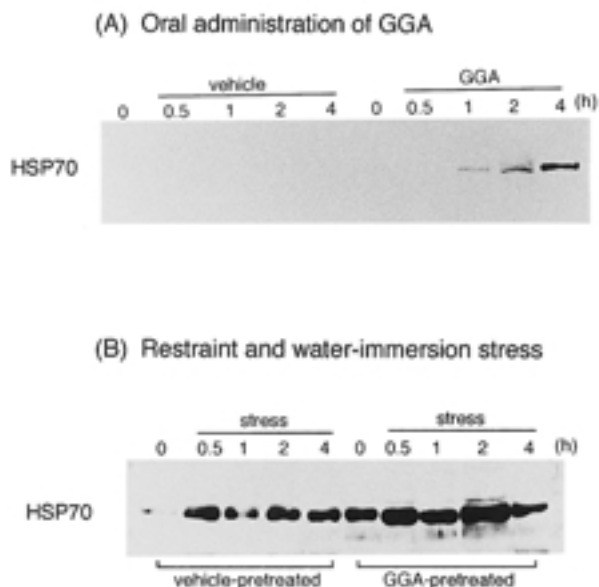 (A) Oral administration of GGA
vehicle GGA
0 0.5 1 2 4 0 0.5 1 2 4 (h)
HSP70
(B) Restraint and water-immersion stress
stress stress
0 0.5 1 2 4 0 0.5 1 2 4 (h)
HSP70
vehicle-pretreated GGA-pretreated